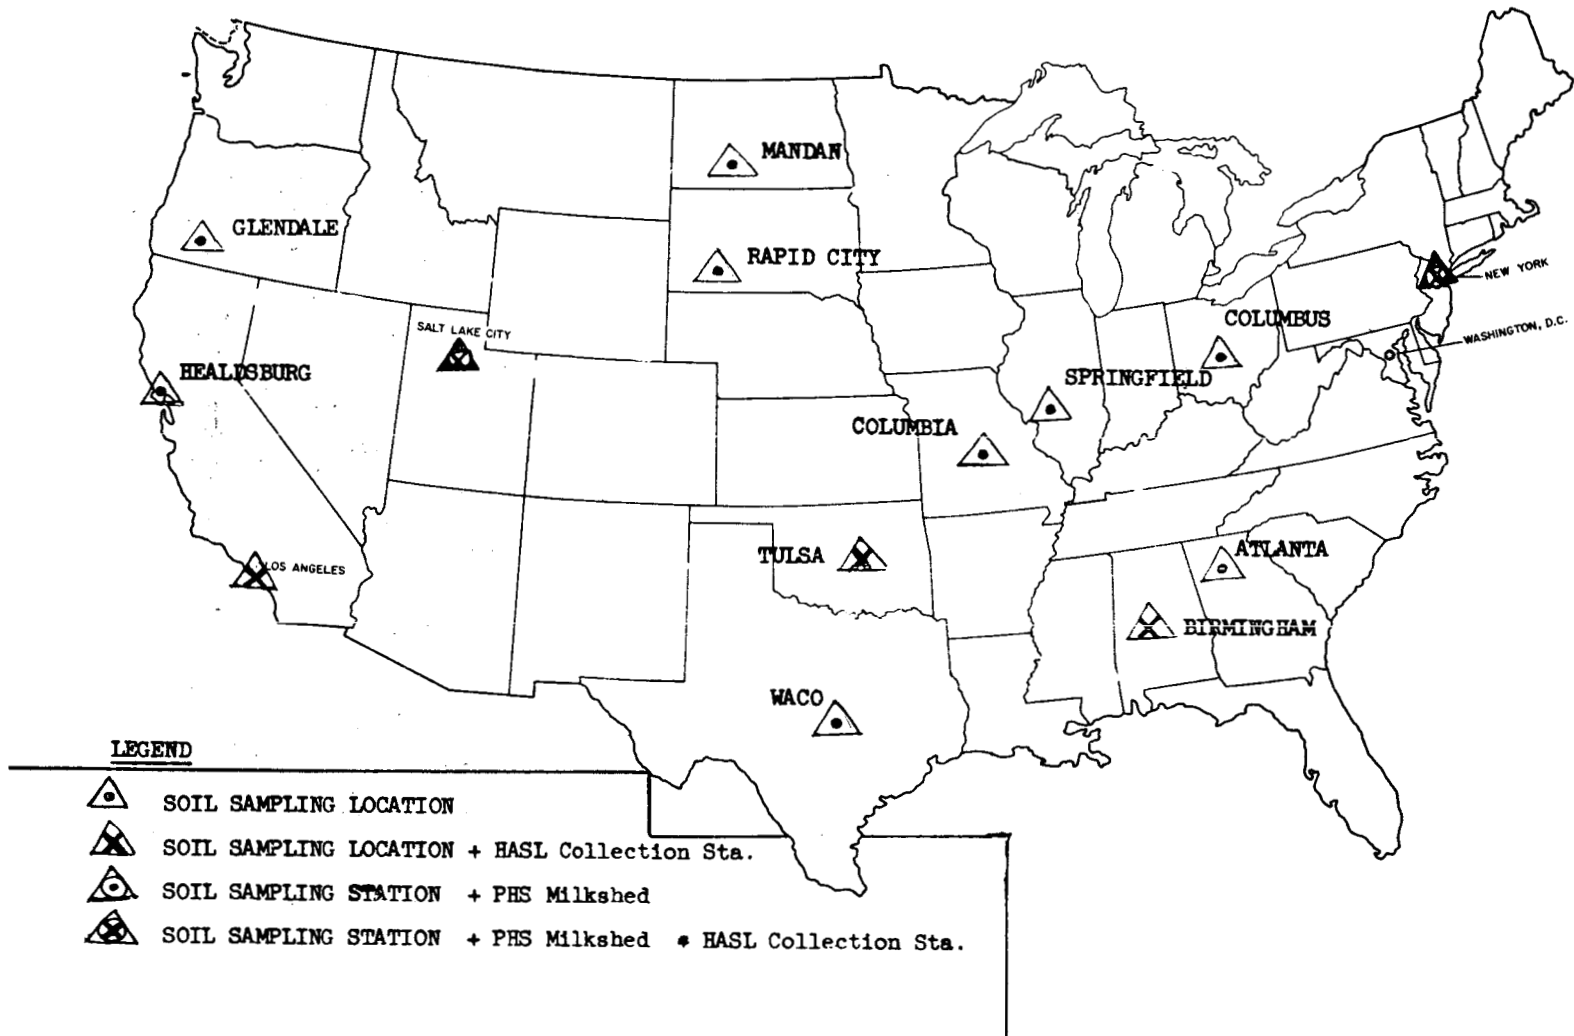 MANDAN
GLENDALE
RAPID CITY
NEW YORK
COLUMBUS
SALT LAKE CITY
WASHINGTON, D.C.
HEALDSBURG
SPRINGFIELD
COLUMBIA
TULSA
ATLANTA
LOS ANGELES
BIRMINGHAM
WACO
LEGEND
SOIL SAMPLING LOCATION
SOIL SAMPLING LOCATION + HASL Collection Sta.
SOIL SAMPLING STATION + PHS Milkshed
SOIL SAMPLING STATION + PHS Milkshed * HASL Collection Sta.